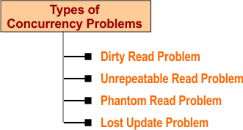 Types of
Concurrency Problems
Dirty Read Problem
Unrepeatable Read Problem
Phantom Read Problem
Lost Update Problem